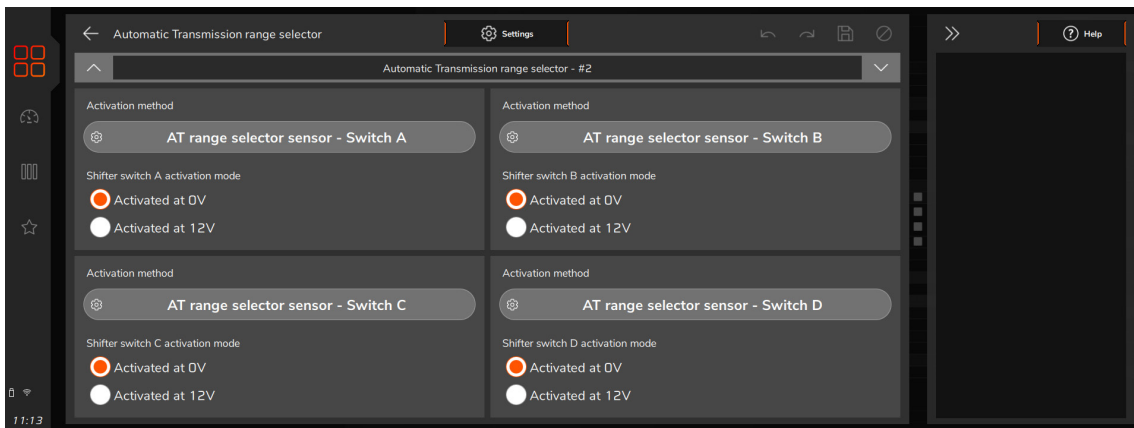 Automatic Transmission range selector
Settings
Help
Automatic Transmission range selector - #2
Activation method
AT range selector sensor - Switch A
Shifter switch A activation mode
Activated at 0V
Activated at 12V
Activation method
AT range selector sensor - Switch B
Shifter switch B activation mode
Activated at 0V
Activated at 12V
Activation method
AT range selector sensor - Switch C
Shifter switch C activation mode
Activated at 0V
Activated at 12V
Activation method
AT range selector sensor - Switch D
Shifter switch D activation mode
Activated at 0V
Activated at 12V
11:13